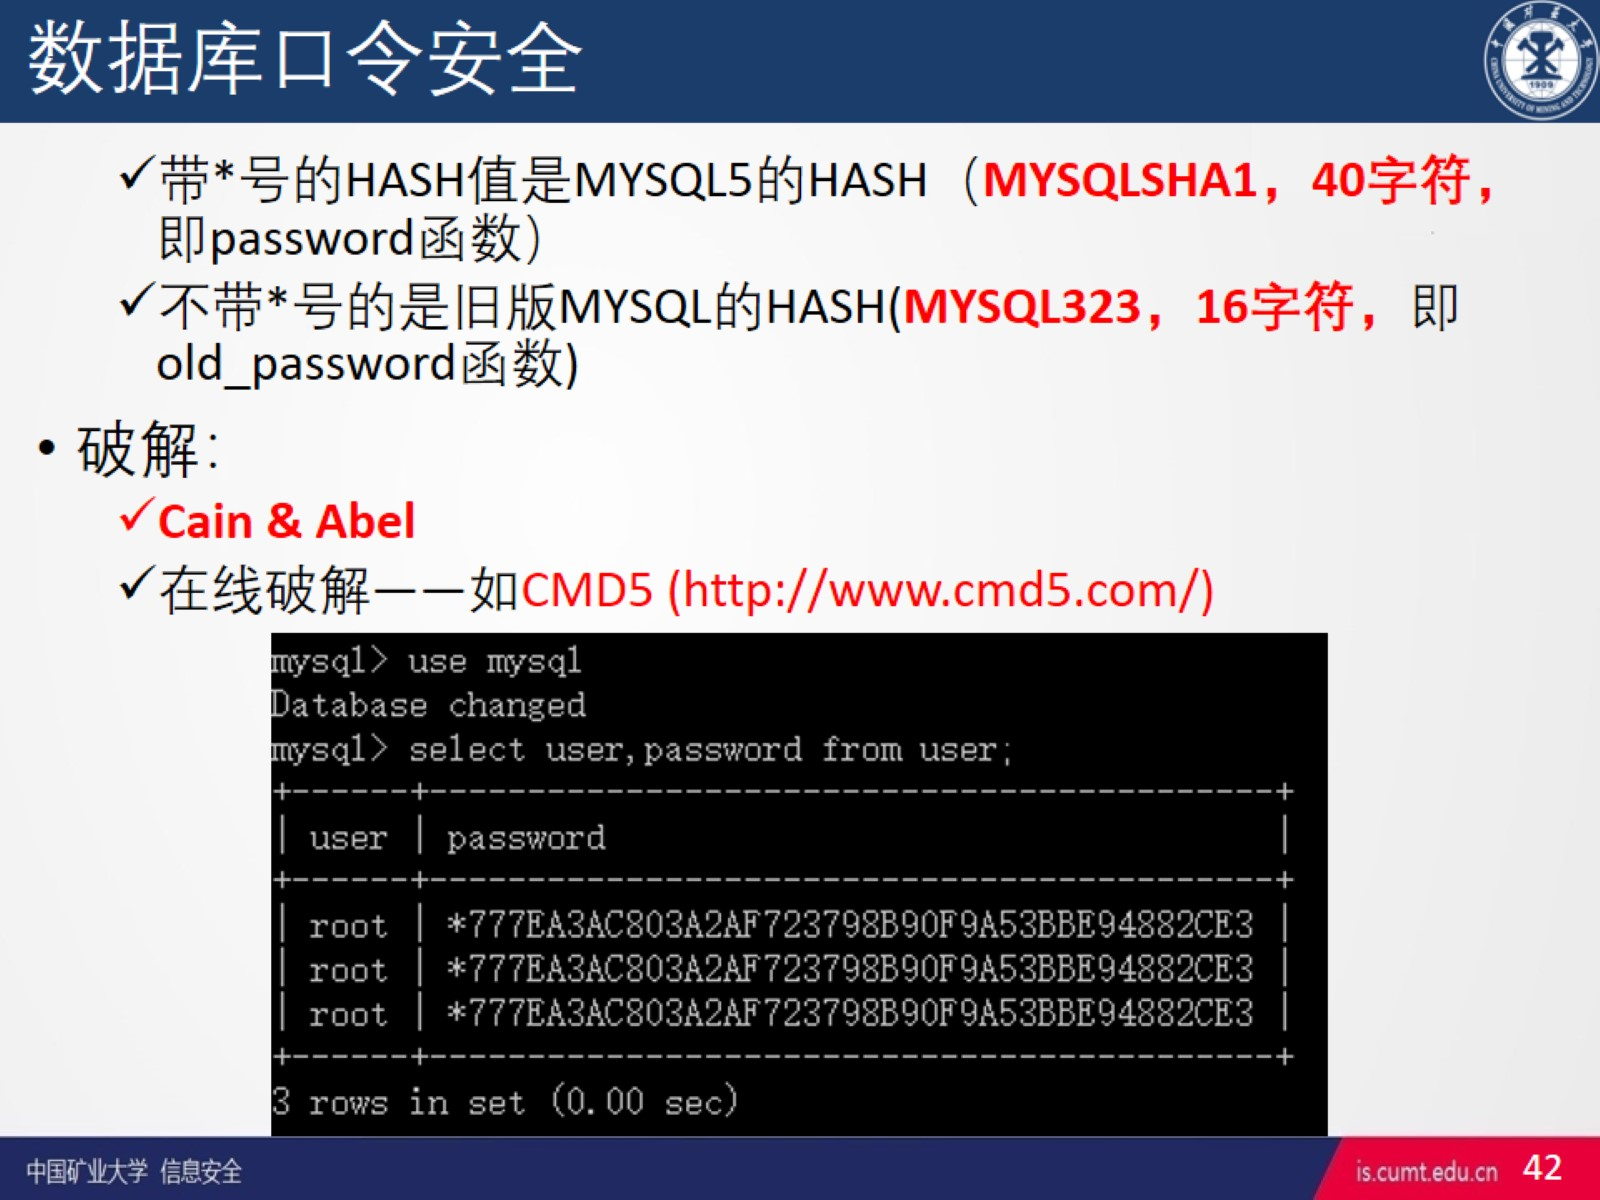 数据库口令安全
✓带*号的HASH值是MYSQL5的HASH（MYSQLSHA1，40字符，
即password函数）
✓不带*号的是旧版MYSQL的HASH(MYSQL323，16字符，即
old_password函数)
• 破解：
✓Cain & Abel
✓在线破解——如CMD5 (http://www.cmd5.com/)
mysql> use mysql
Database changed
mysql> select user,password from user;
+------+-------------------------------------------+
| user | password                                  |
+------+-------------------------------------------+
| root | *777EA3AC803A2AF723798B90F9A53BBE94882CE3 |
| root | *777EA3AC803A2AF723798B90F9A53BBE94882CE3 |
| root | *777EA3AC803A2AF723798B90F9A53BBE94882CE3 |
+------+-------------------------------------------+
3 rows in set (0.00 sec)
中国矿业大学 信息安全
is.cumt.edu.cn 42
1909
CHINA UNIVERSITY OF MINING AND TECHNOLOGY